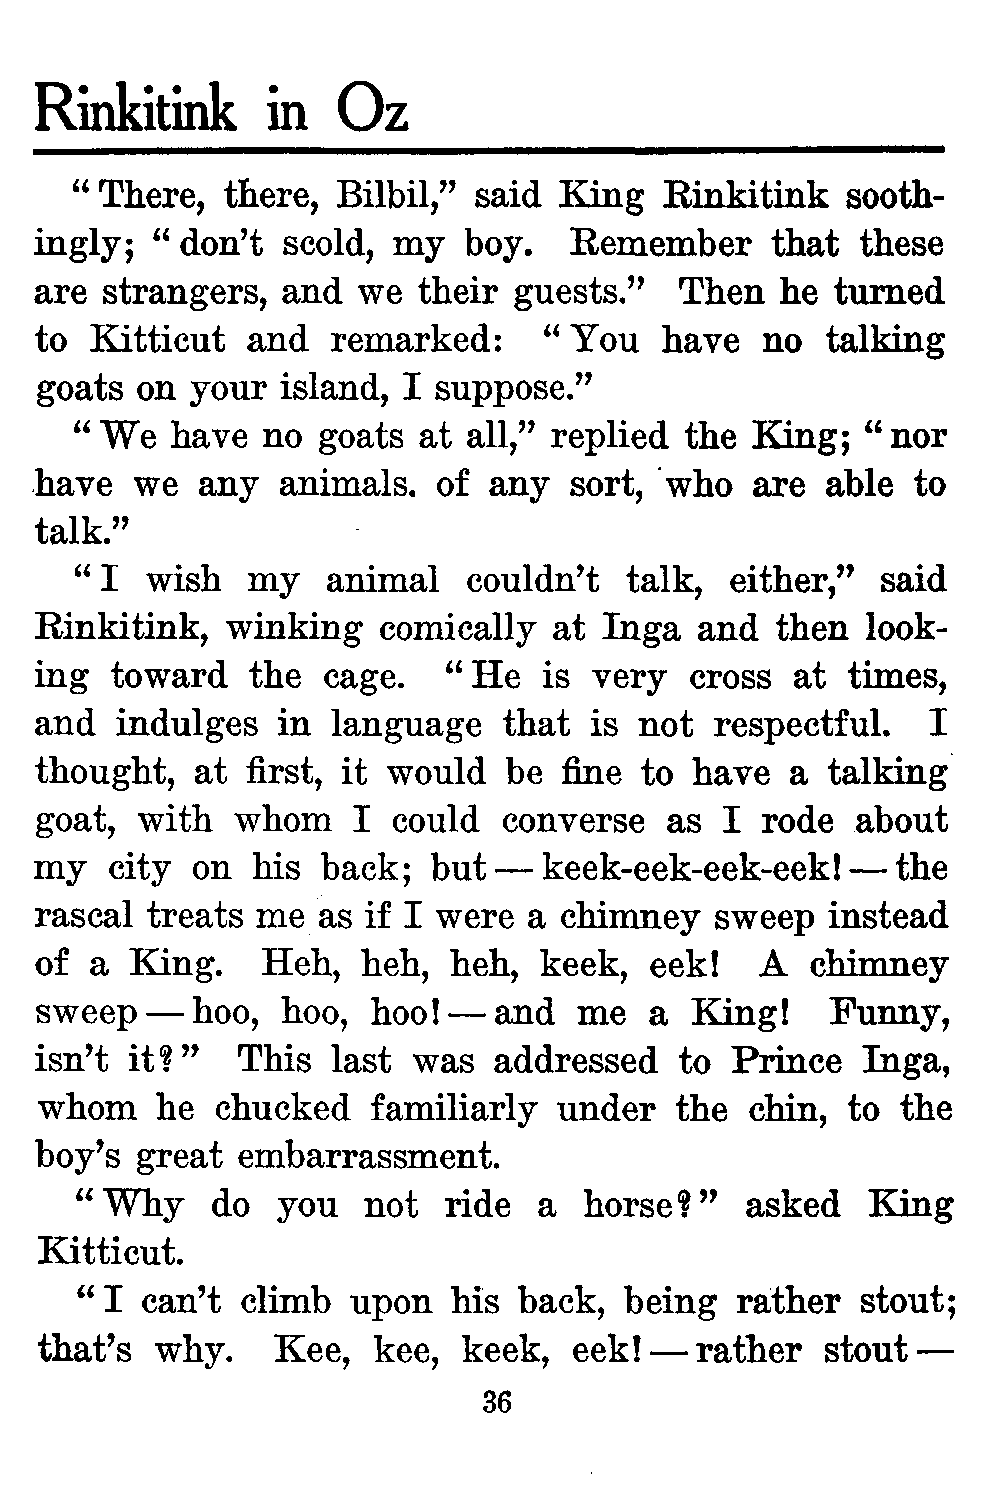 Rinkitink in Oz
“There, there, Bilbil,” said King Rinkitink sooth-
ingly; “don’t scold, my boy. Remember that these
are strangers, and we their guests.” Then he turned
to Kitticut and remarked: “You have no talking
goats on your island, I suppose.”
“We have no goats at all,” replied the King; “nor
have we any animals. of any sort, who are able to
talk.”
“I wish my animal couldn’t talk, either,” said
Rinkitink, winking comically at Inga and then look-
ing toward the cage. “He is very cross at times,
and indulges in language that is not respectful. I
thought, at first, it would be fine to have a talking
goat, with whom I could converse as I rode about
my city on his back; but — keek-eek-eek-eek! — the
rascal treats me as if I were a chimney sweep instead
of a King. Heh, heh, heh, keek, eek! A chimney
sweep — hoo, hoo, hoo! — and me a King! Funny,
isn’t it?” This last was addressed to Prince Inga,
whom he chucked familiarly under the chin, to the
boy’s great embarrassment.
“Why do you not ride a horse?” asked King
Kitticut.
“I can’t climb upon his back, being rather stout;
that’s why. Kee, kee, keek, eek! — rather stout —
36